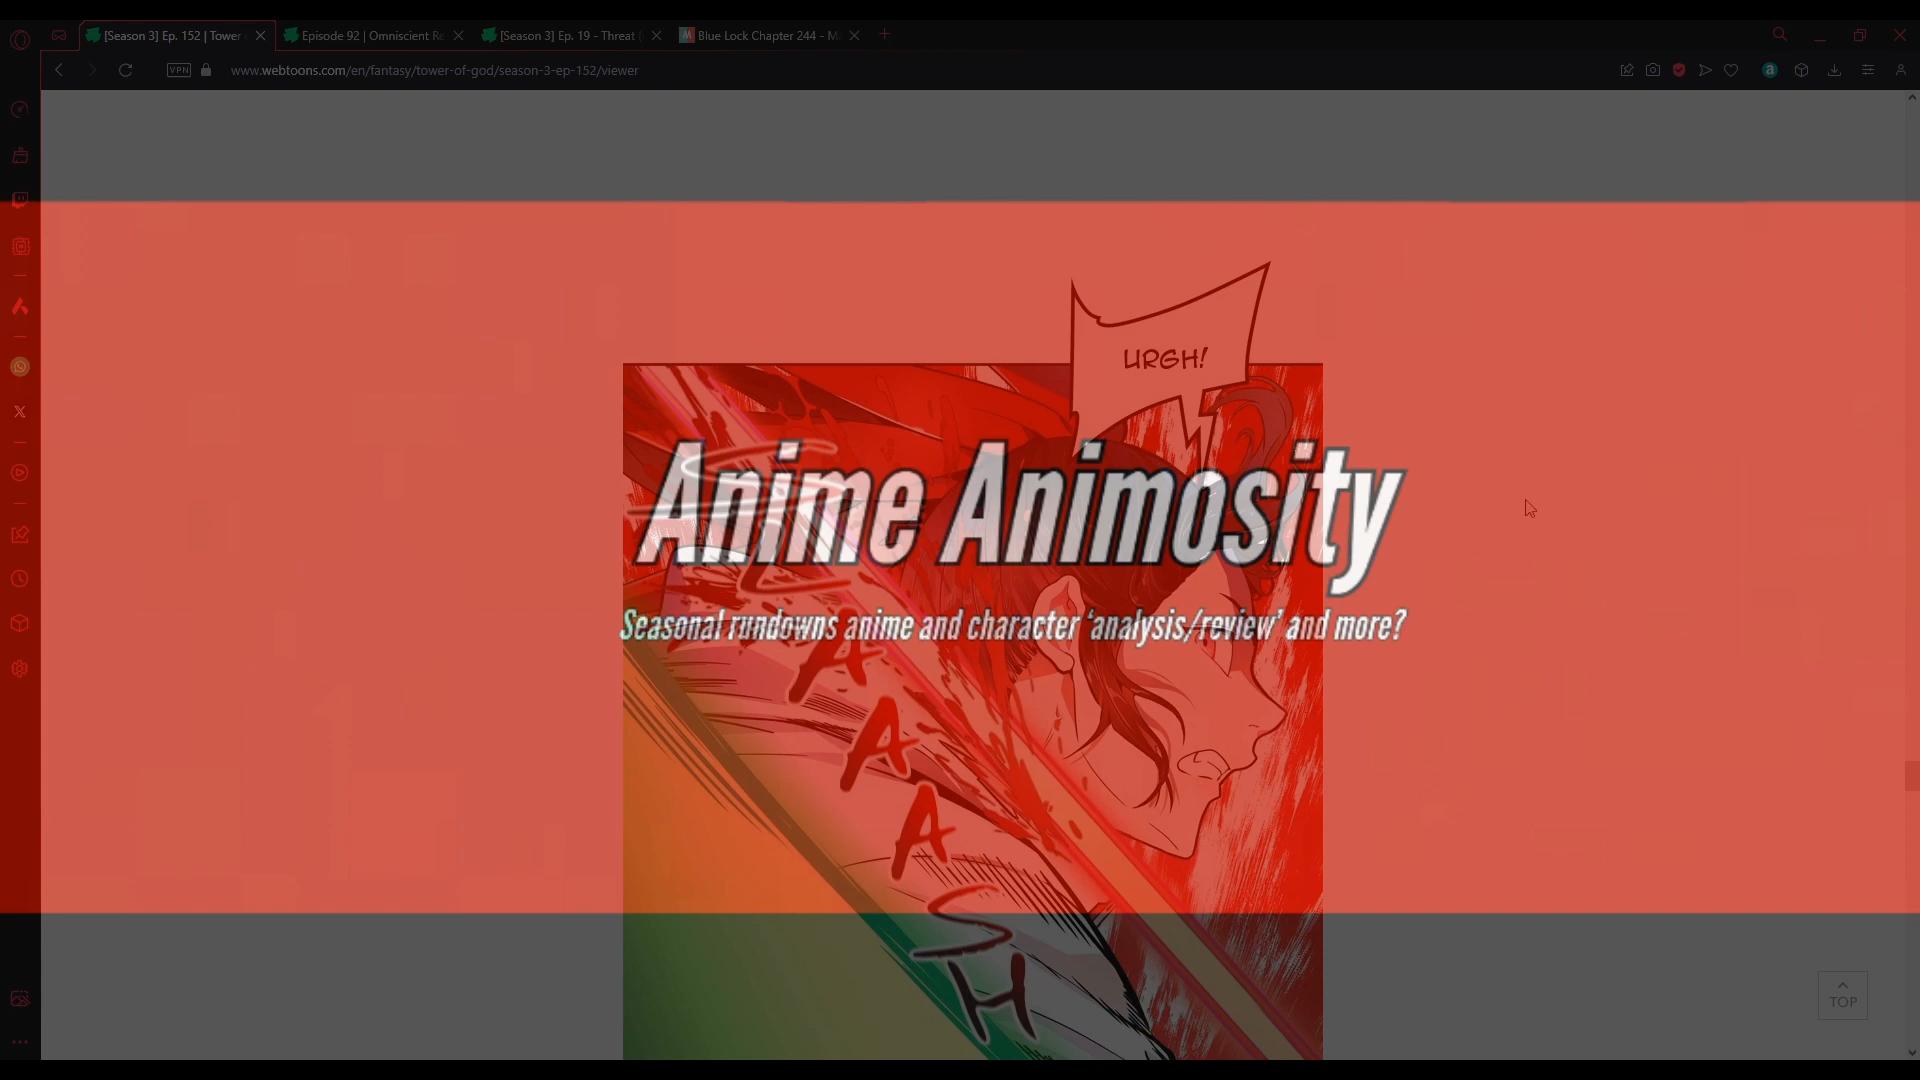 [Season 3] Ep. 152 | Tower
Episode 92 | Omniscient Re
[Season 3] Ep. 19 - Threat (
Blue Lock Chapter 244 - M
VPN
www.webtoons.com/en/fantasy/tower-of-god/season-3-ep-152/viewer
URGH!
Anime Animosity
Seasonal rundowns anime and character 'analysis/review' and more?
SLAAASH
TOP